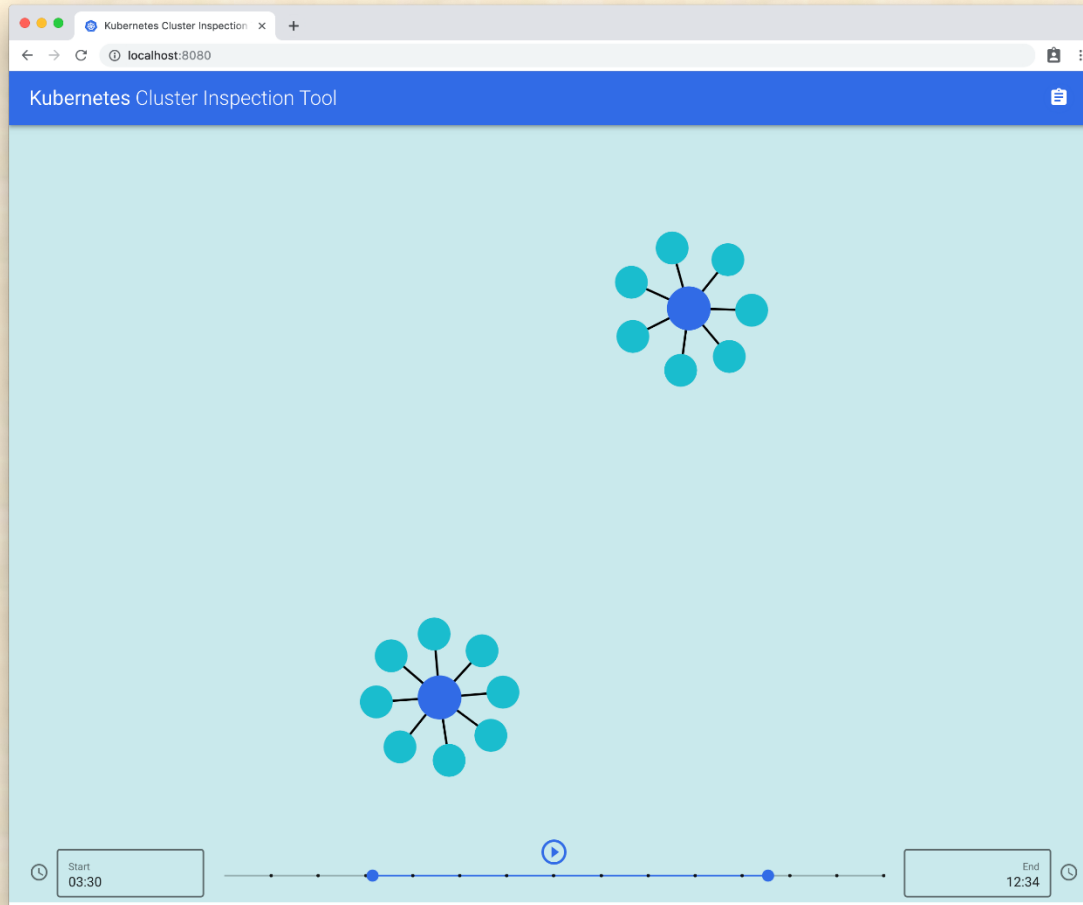 Kubernetes Cluster Inspection
localhost:8080
Kubernetes Cluster Inspection Tool
Start
03:30
End
12:34